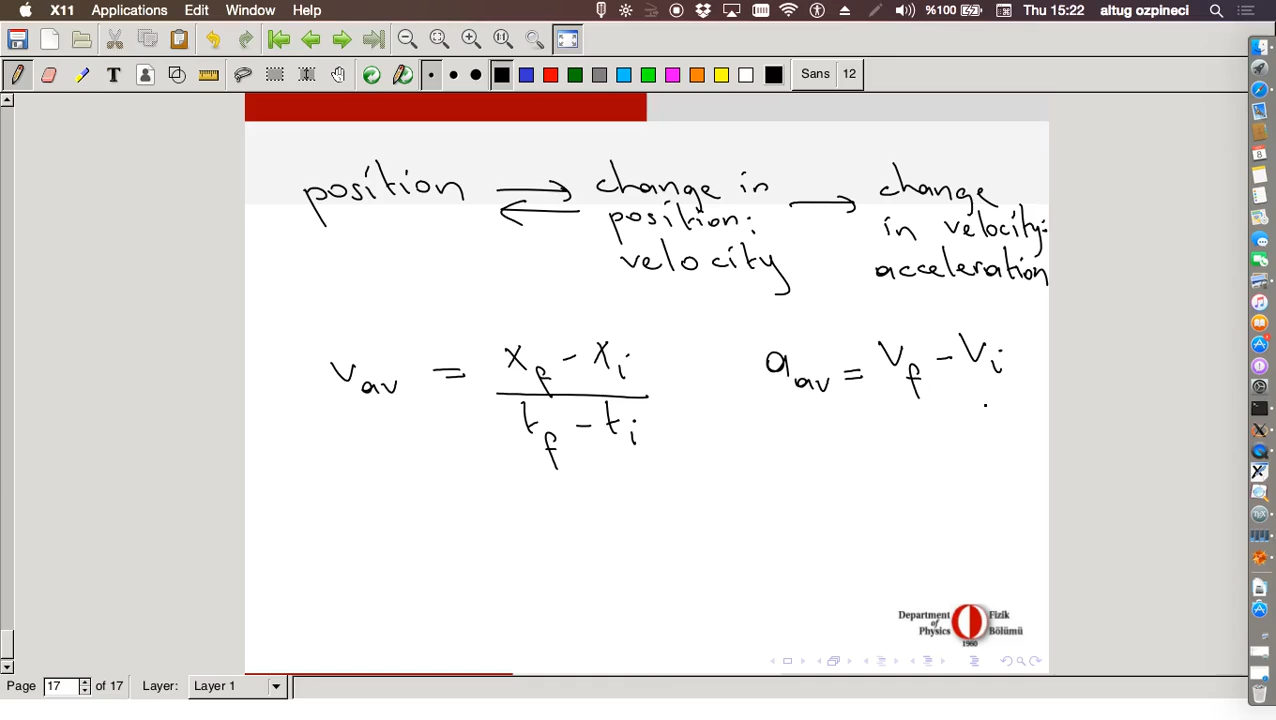 X11 Applications Edit Window Help %100 Thu 15:22 altug ozpineci
T Sans 12
position ⇄ change in position: velocity → change in velocity: acceleration
v_av = (x_f - x_i) / (t_f - t_i)
a_av = v_f - v_i
Department of Physics 1960 Fizik Bölümü
Page 17 of 17 Layer: Layer 1